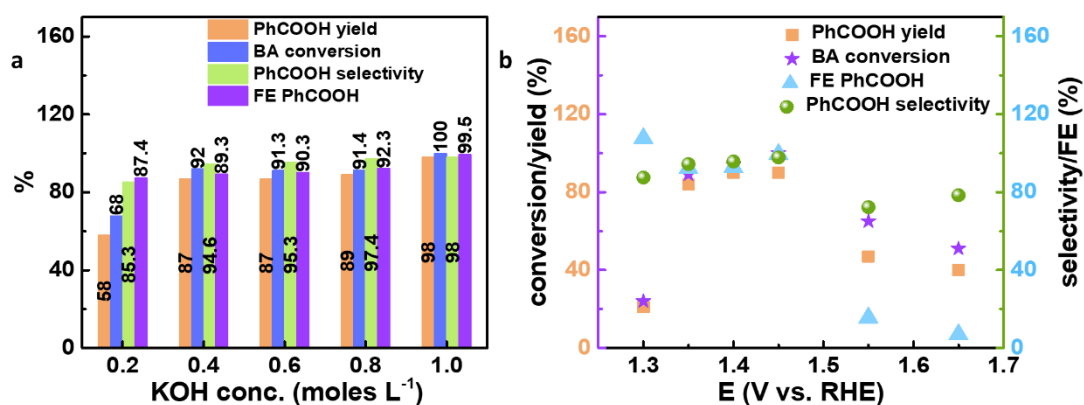 a
160
120
80
40
0
%
PhCOOH yield
BA conversion
PhCOOH selectivity
FE PhCOOH
58
68
85.3
87.4
87
92
94.6
89.3
87
91.3
95.3
90.3
89
91.4
97.4
92.3
98
100
98
99.5
0.2 0.4 0.6 0.8 1.0
KOH conc. (moles L⁻¹)
b
160
120
80
40
0
conversion/yield (%)
PhCOOH yield
BA conversion
FE PhCOOH
PhCOOH selectivity
160
120
80
40
0
selectivity/FE (%)
1.3 1.4 1.5 1.6 1.7
E (V vs. RHE)